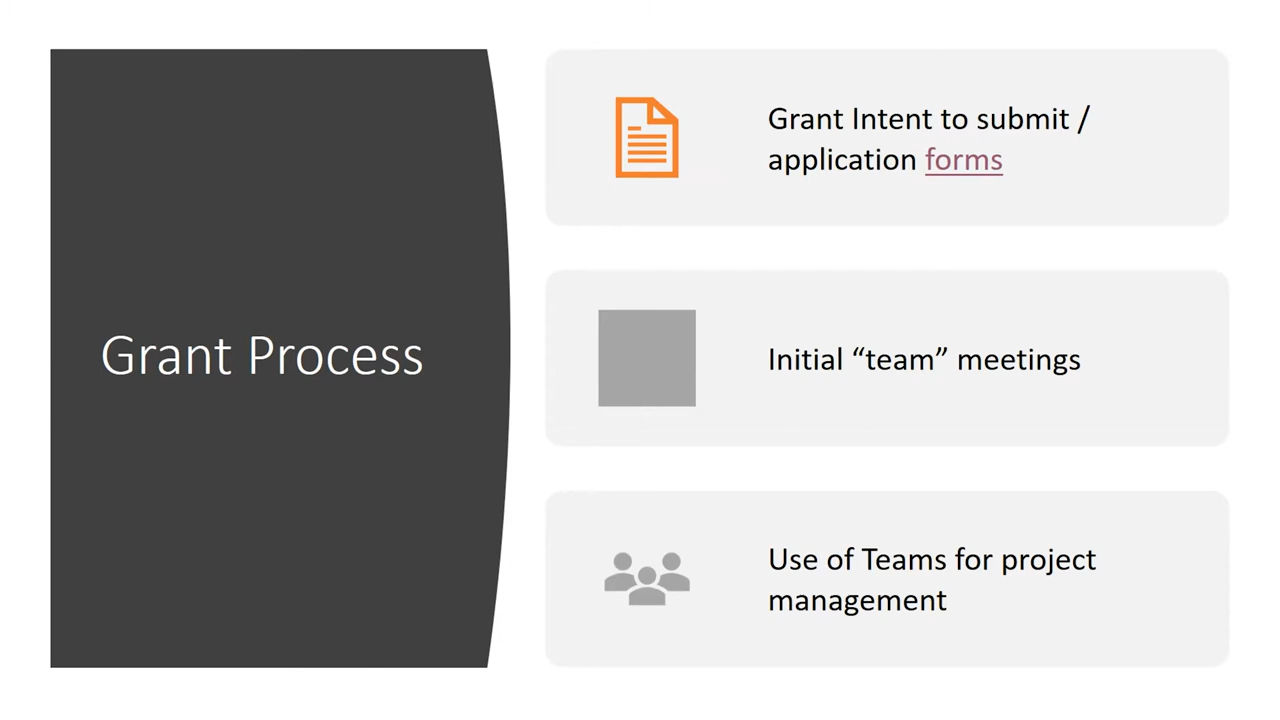 Grant Process
Grant Intent to submit /
application forms
Initial “team” meetings
Use of Teams for project
management